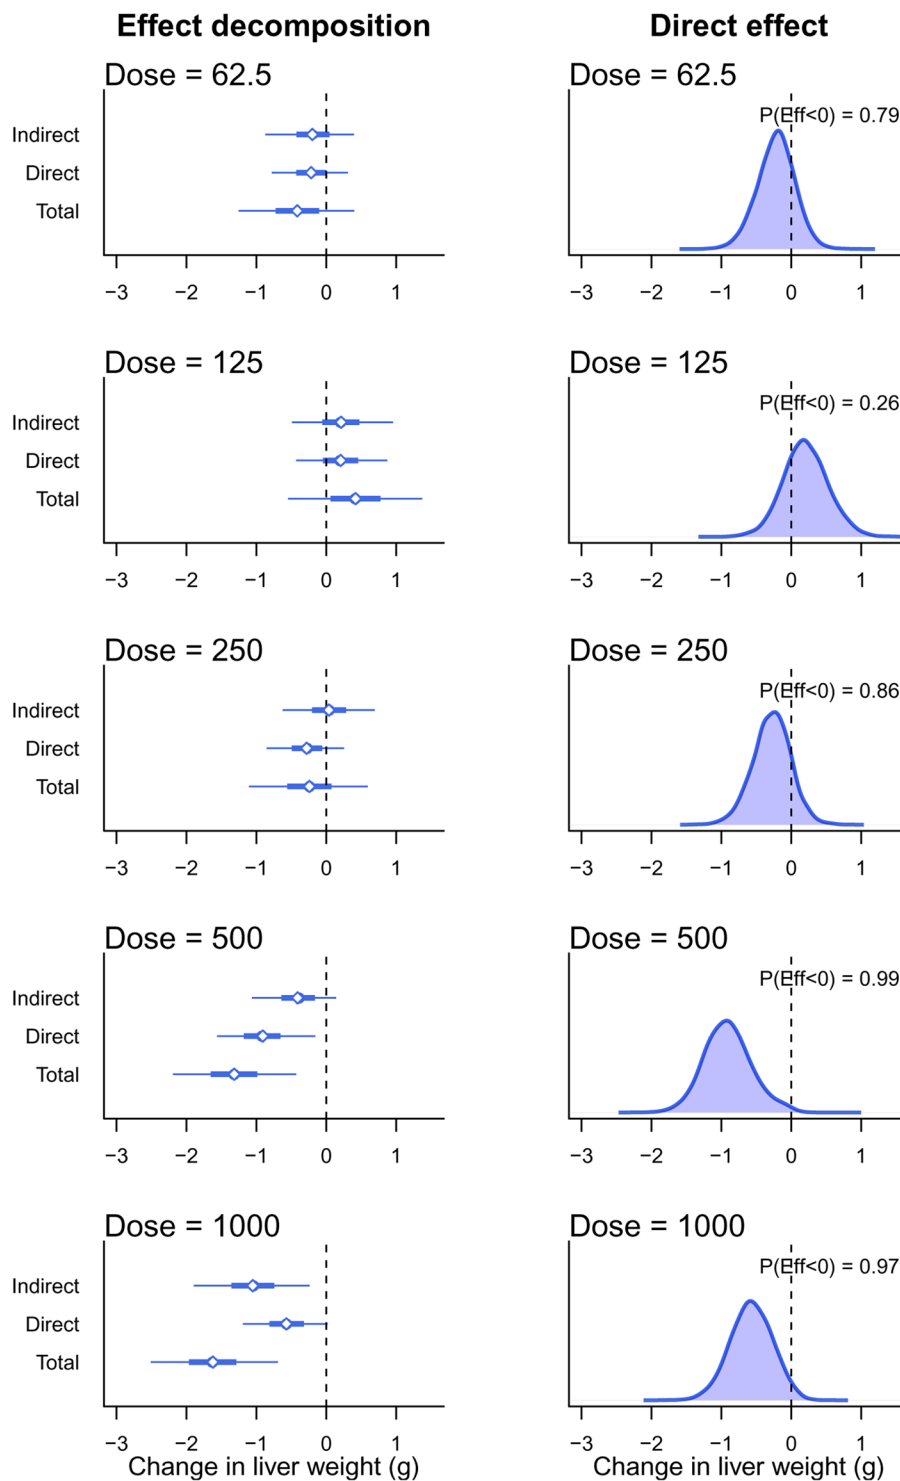 Effect decomposition
Direct effect
Dose = 62.5
Dose = 62.5
P(Eff<0) = 0.79
Indirect
Direct
Total
−3 −2 −1 0 1
−3 −2 −1 0 1
Dose = 125
Dose = 125
P(Eff<0) = 0.26
Indirect
Direct
Total
−3 −2 −1 0 1
−3 −2 −1 0 1
Dose = 250
Dose = 250
P(Eff<0) = 0.86
Indirect
Direct
Total
−3 −2 −1 0 1
−3 −2 −1 0 1
Dose = 500
Dose = 500
P(Eff<0) = 0.99
Indirect
Direct
Total
−3 −2 −1 0 1
−3 −2 −1 0 1
Dose = 1000
Dose = 1000
P(Eff<0) = 0.97
Indirect
Direct
Total
−3 −2 −1 0 1
−3 −2 −1 0 1
Change in liver weight (g)
Change in liver weight (g)